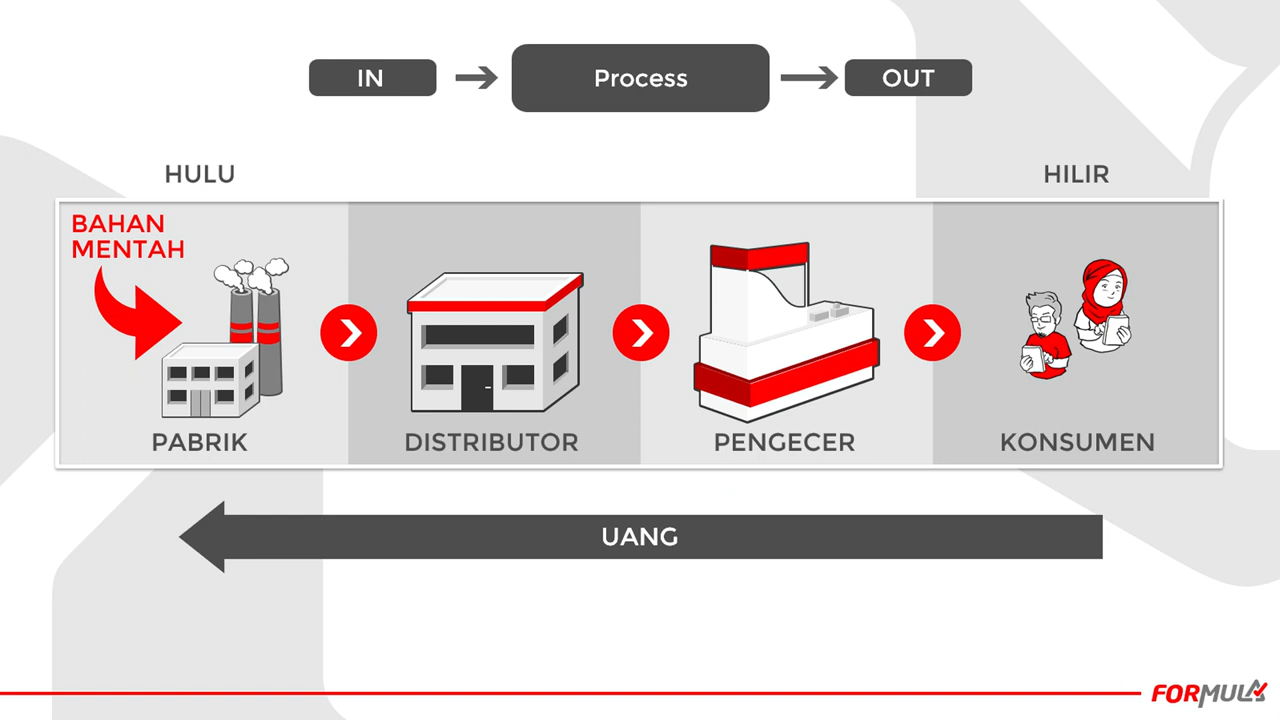 IN
Process
OUT
HULU
HILIR
BAHAN
MENTAH
PABRIK
DISTRIBUTOR
PENGECER
KONSUMEN
UANG
FORMULA